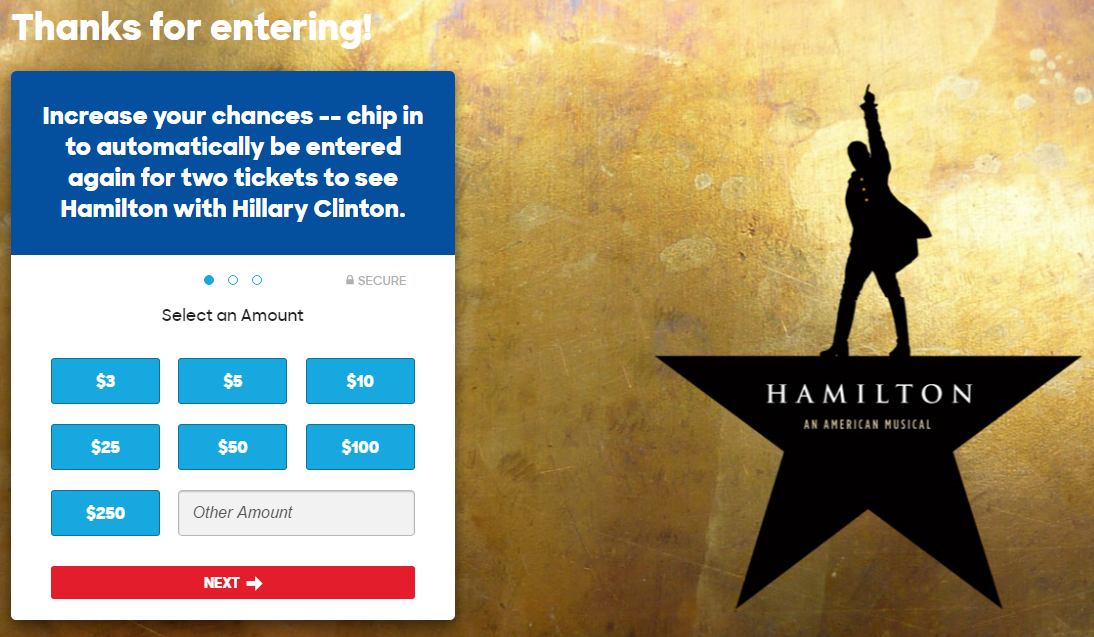 Thanks for entering!
Increase your chances -- chip in
to automatically be entered
again for two tickets to see
Hamilton with Hillary Clinton.
SECURE
Select an Amount
$3 $5 $10
$25 $50 $100
$250 Other Amount
NEXT
HAMILTON
AN AMERICAN MUSICAL